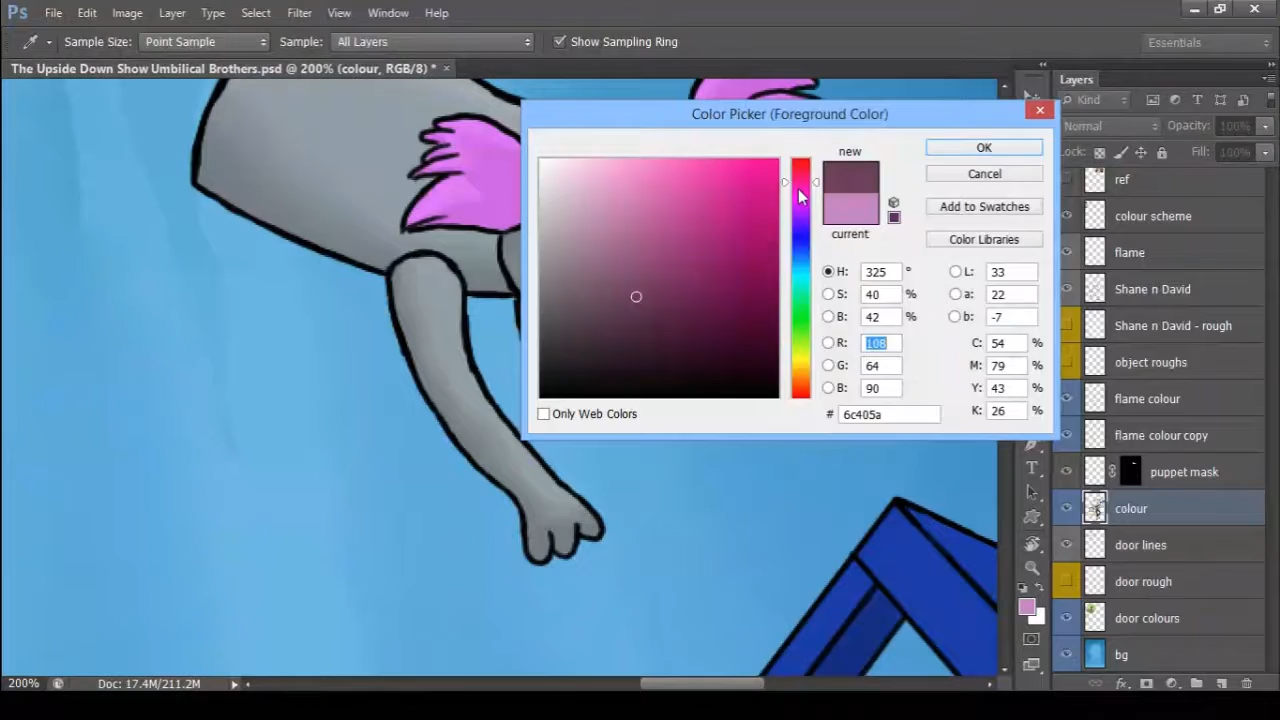 Ps File Edit Image Layer Type Select Filter View Window Help
Sample Size: Point Sample Sample: All Layers Show Sampling Ring Essentials
The Upside Down Show Umbilical Brothers.psd @ 200% (colour, RGB/8) * ×
Layers
Kind
Normal Opacity: 100%
Lock: Fill: 100%
ref
colour scheme
flame
Shane n David
Shane n David - rough
object roughs
flame colour
flame colour copy
puppet mask
colour
door lines
door rough
door colours
bg
Color Picker (Foreground Color)
new
current
OK
Cancel
Add to Swatches
Color Libraries
H: 325 ° L: 33
S: 40 % a: 22
B: 42 % b: -7
R: 108 C: 54 %
G: 64 M: 79 %
B: 90 Y: 43 %
# 6c405a K: 26 %
Only Web Colors
200% Doc: 17.4M/211.2M